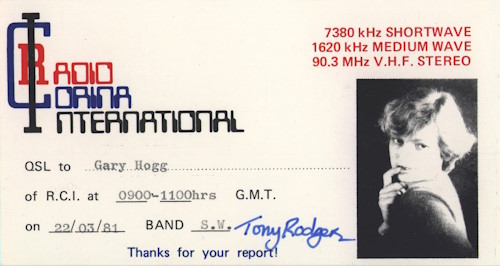 RADIO
CORINA
INTERNATIONAL
7380 kHz SHORTWAVE
1620 kHz MEDIUM WAVE
90.3 MHz V.H.F. STEREO
QSL to Gary Hogg
of R.C.I. at 0900-1100hrs G.M.T.
on 22/03/81 BAND S.W. Tony Rodgers
Thanks for your report!